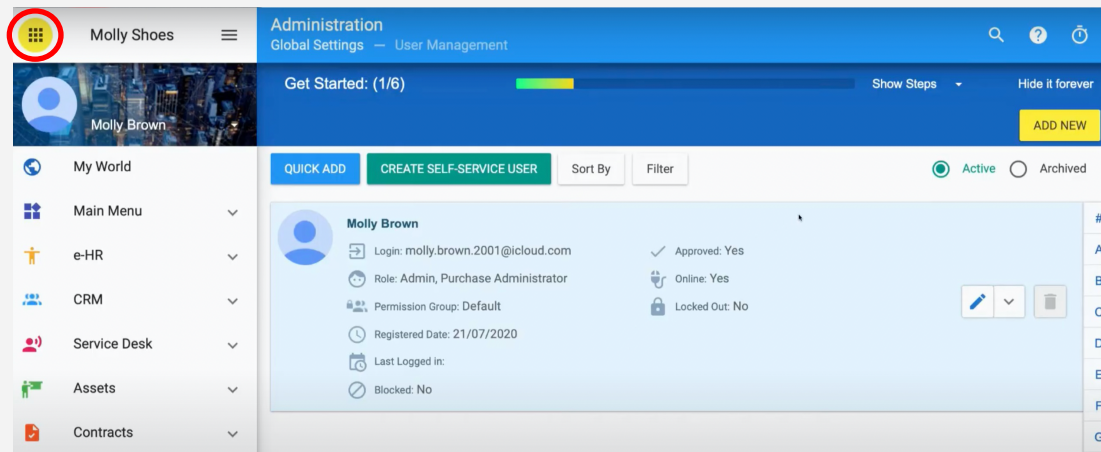 Molly Shoes
Molly Brown
My World
Main Menu
e-HR
CRM
Service Desk
Assets
Contracts
Administration
Global Settings — User Management
?
Get Started: (1/6)
Show Steps
Hide it forever
ADD NEW
QUICK ADD
CREATE SELF-SERVICE USER
Sort By
Filter
Active
Archived
Molly Brown
Login: molly.brown.2001@icloud.com
Role: Admin, Purchase Administrator
Permission Group: Default
Registered Date: 21/07/2020
Last Logged in:
Blocked: No
Approved: Yes
Online: Yes
Locked Out: No
#
A
B
C
D
E
F
G